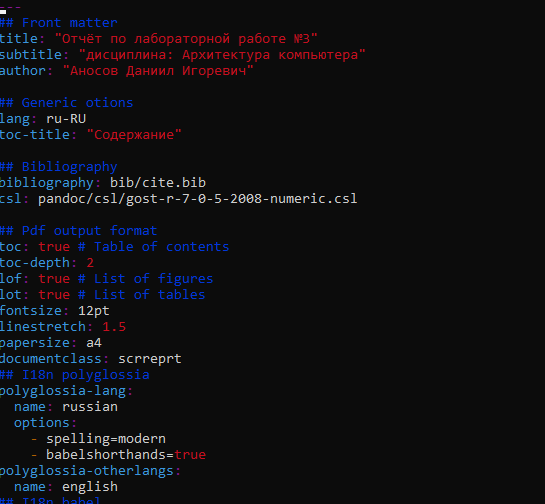 ---
## Front matter
title: "Отчёт по лабораторной работе №3"
subtitle: "дисциплина: Архитектура компьютера"
author: "Аносов Даниил Игоревич"
## Generic otions
lang: ru-RU
toc-title: "Содержание"
## Bibliography
bibliography: bib/cite.bib
csl: pandoc/csl/gost-r-7-0-5-2008-numeric.csl
## Pdf output format
toc: true # Table of contents
toc-depth: 2
lof: true # List of figures
lot: true # List of tables
fontsize: 12pt
linestretch: 1.5
papersize: a4
documentclass: scrreprt
## I18n polyglossia
polyglossia-lang:
  name: russian
  options:
    - spelling=modern
    - babelshorthands=true
polyglossia-otherlangs:
  name: english
## I18n babel